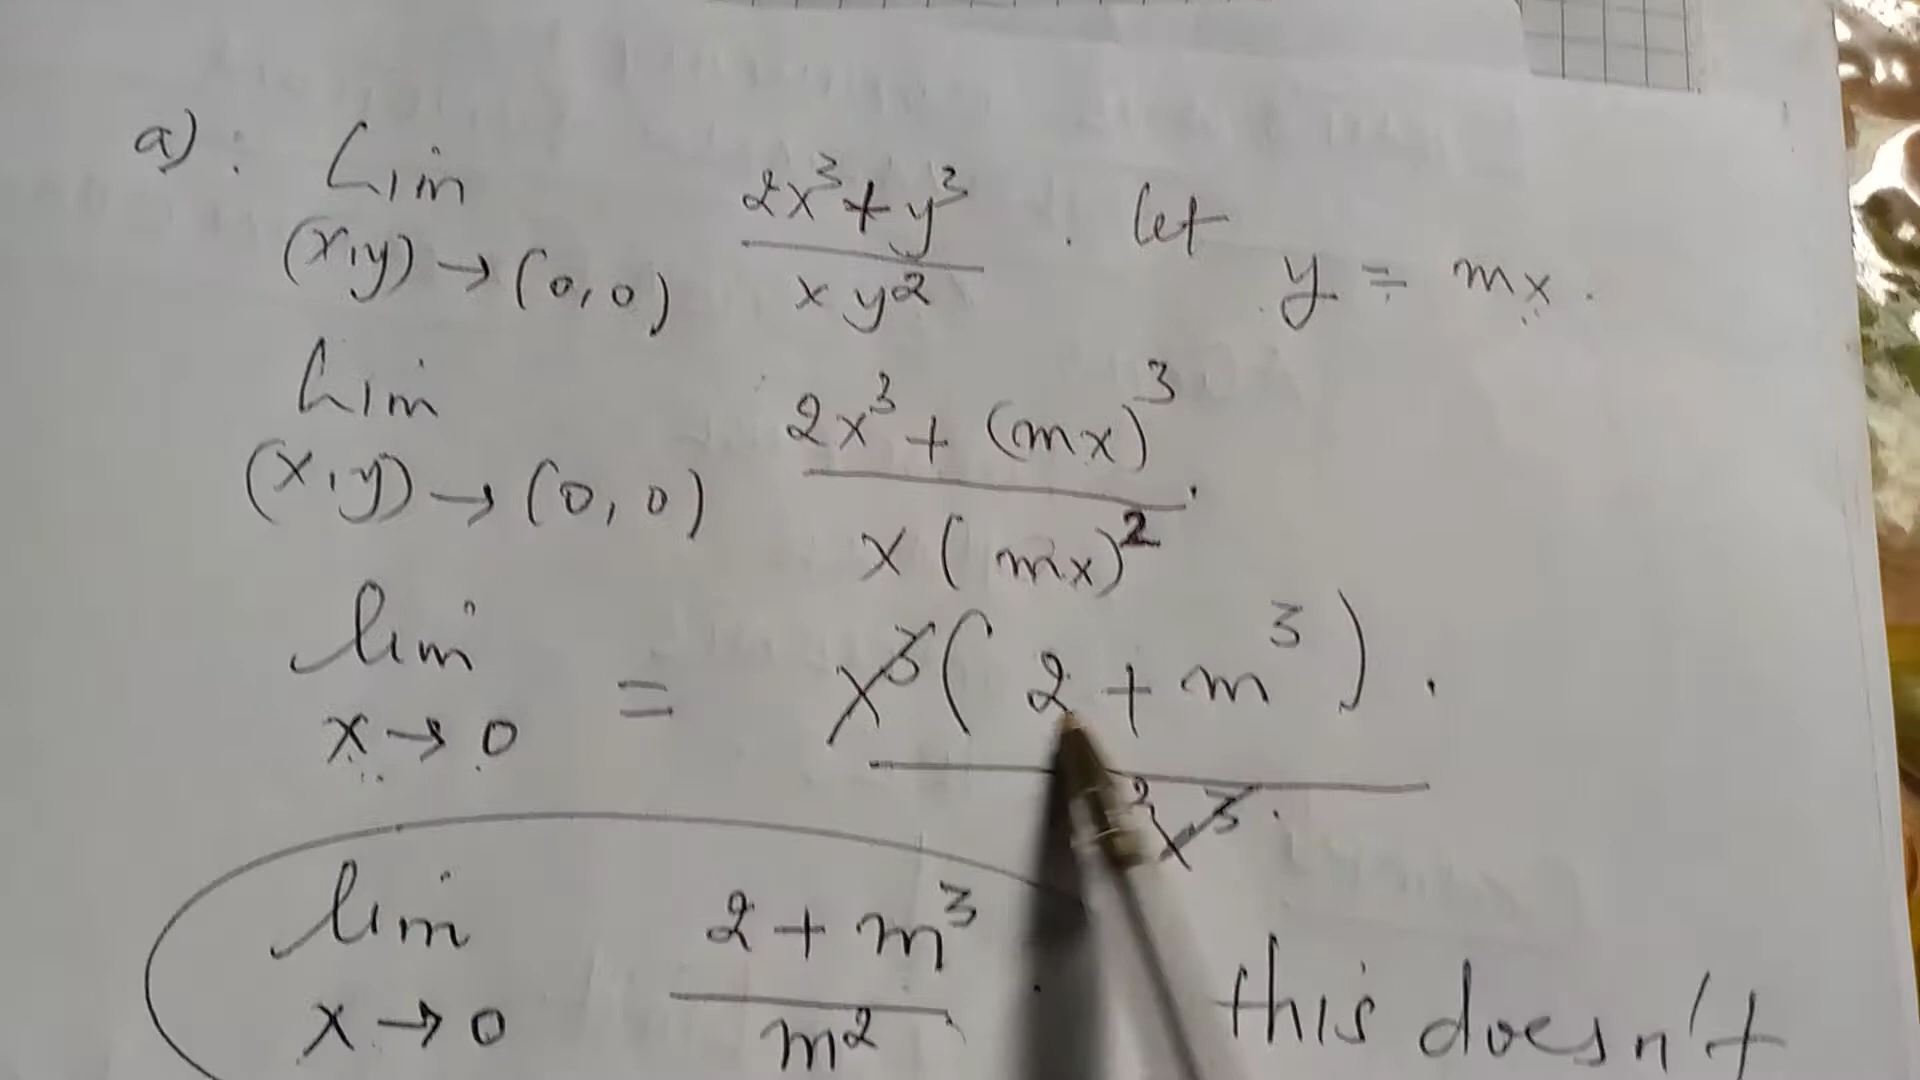 a): Lim 2x³+y³ . let
(x,y)→(0,0) xy² y = mx.
Lim 2x³ + (mx)³
(x,y)→(0,0) x(mx)²
lim = x³(2 + m³).
x→0 ²x³.
lim 2 + m³ this doesn't
x→0 m²